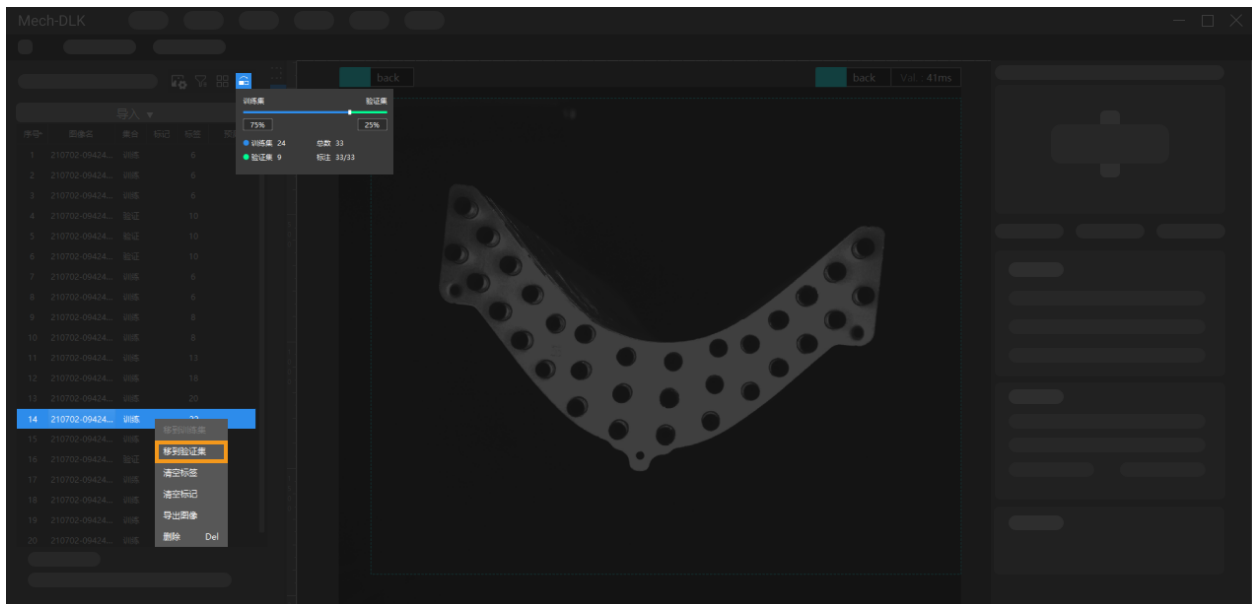 Mech-DLK
back
back Val. 41ms
训练集 验证集
75% 25%
训练集 24 总数 33
验证集 9 标注 33/33
导入 ▼
序号 图像名 集合 标记 标签
1 210702-09424... 训练 6
2 210702-09424... 训练 6
3 210702-09424... 训练 6
4 210702-09424... 验证 10
5 210702-09424... 验证 10
6 210702-09424... 验证 10
7 210702-09424... 训练 6
8 210702-09424... 训练 6
9 210702-09424... 训练 8
10 210702-09424... 训练
11 210702-09424... 训练 13
12 210702-09424... 训练
13 210702-09424... 训练 20
14 210702-09424... 训练
15 210702-09424... 训练
16 210702-09424... 验证
17 210702-09424... 训练
18 210702-09424... 训练
19 210702-09424... 训练
20 210702-09424... 训练
移到训练集
移到验证集
清空标签
清空标记
导出图像
删除 Del